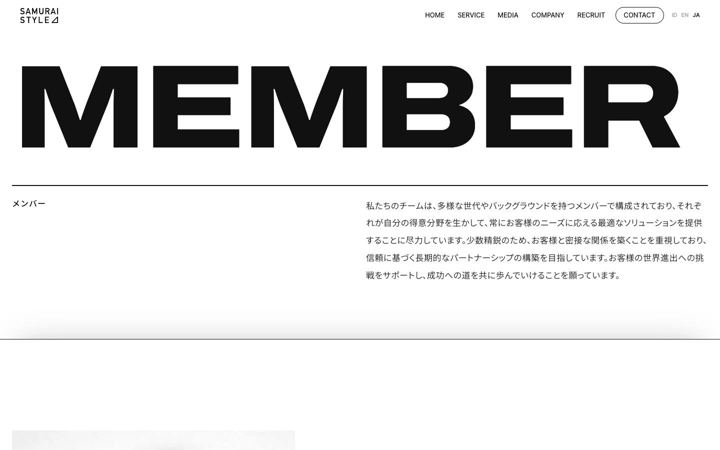 SAMURAI
STYLE
HOME SERVICE MEDIA COMPANY RECRUIT CONTACT ID EN JA
MEMBER
メンバー
私たちのチームは、多様な世代やバックグラウンドを持つメンバーで構成されており、それぞ
れが自分の得意分野を生かして、常にお客様のニーズに応える最適なソリューションを提供
することに尽力しています。少数精鋭のため、お客様と密接な関係を築くことを重視しており、
信頼に基づく長期的なパートナーシップの構築を目指しています。お客様の世界進出への挑
戦をサポートし、成功への道を共に歩んでいけることを願っています。